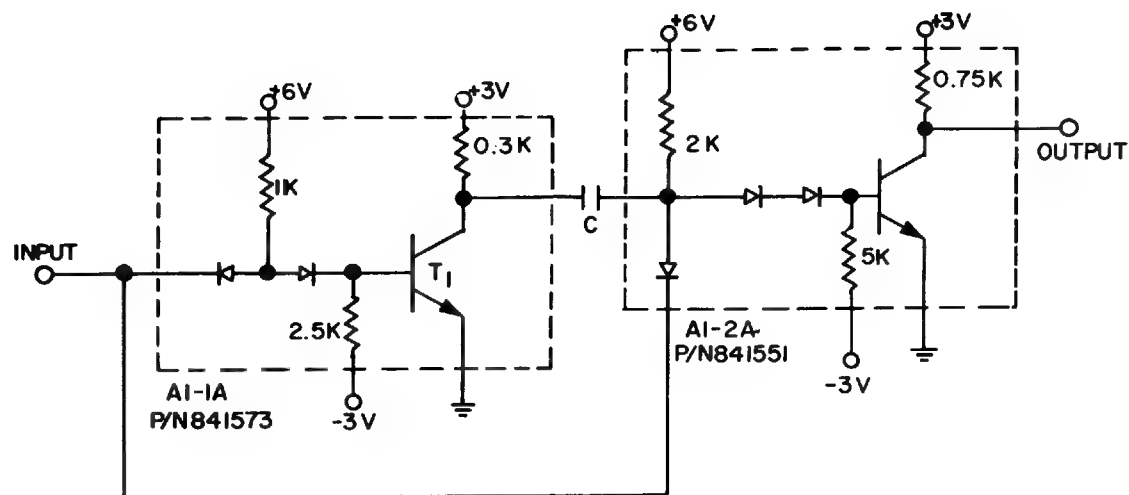 +6V
+3V
0.75K
2K
OUTPUT
+6V
+3V
0.3K
1K
C
INPUT
T1
5K
2.5K
A1-2A
P/N841551
A1-1A
P/N841573
-3V
-3V